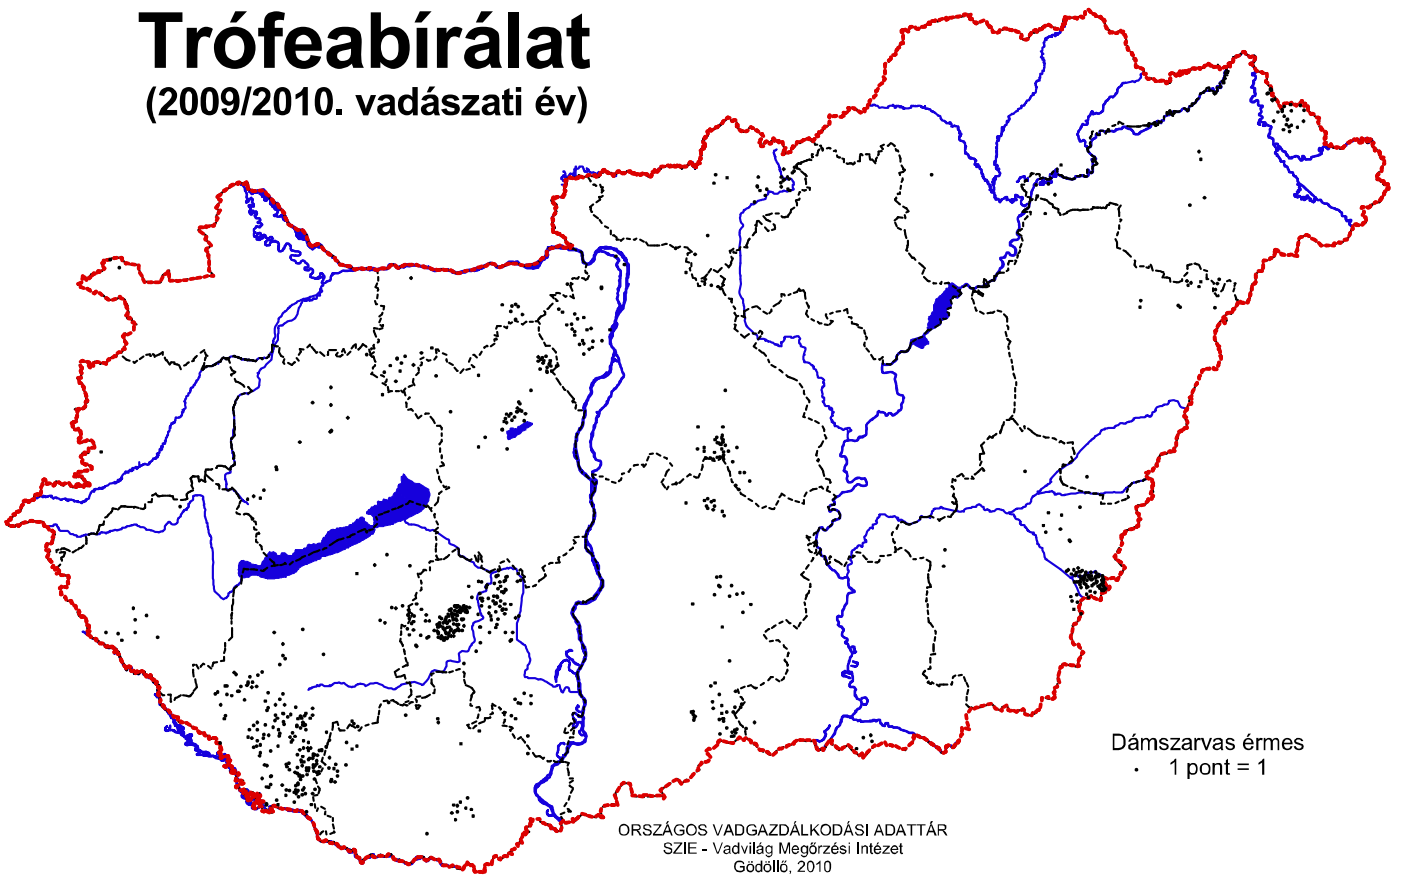 Trófeabírálat
(2009/2010. vadászati év)
Dámszarvas érmes
1 pont = 1
ORSZÁGOS VADGAZDÁLKODÁSI ADATTÁR
SZIE - Vadvilág Megőrzési Intézet
Gödöllő, 2010